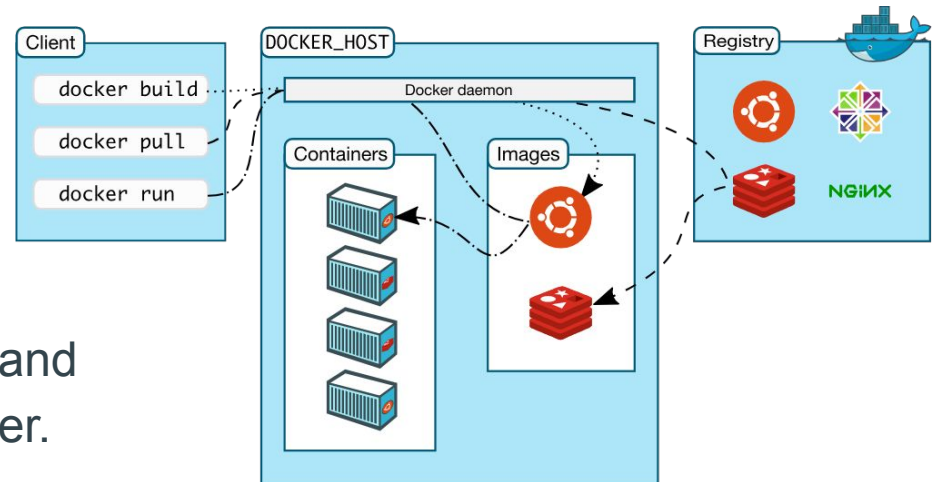 Client
docker build
docker pull
docker run
DOCKER_HOST
Docker daemon
Containers
Images
Registry
NGiNX
and
er.